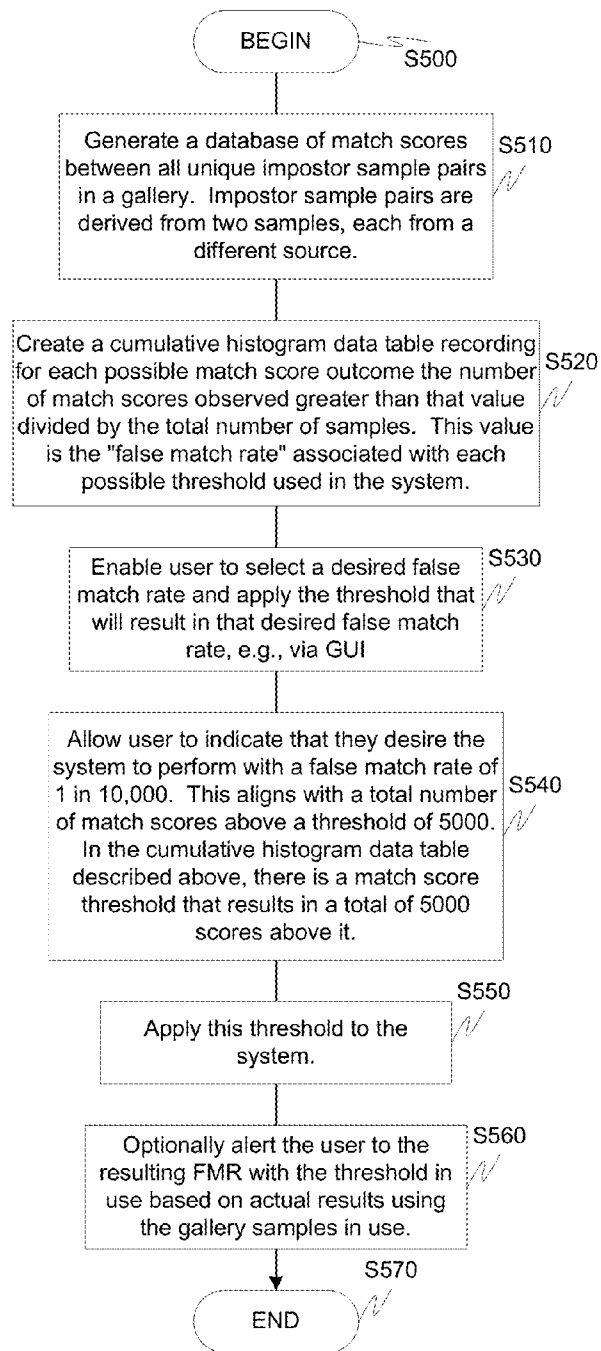 BEGIN
S500
Generate a database of match scores
between all unique impostor sample pairs
in a gallery. Impostor sample pairs are
derived from two samples, each from a
different source.
S510
Create a cumulative histogram data table recording
for each possible match score outcome the number
of match scores observed greater than that value
divided by the total number of samples. This value
is the "false match rate" associated with each
possible threshold used in the system.
S520
Enable user to select a desired false
match rate and apply the threshold that
will result in that desired false match
rate, e.g., via GUI
S530
Allow user to indicate that they desire the
system to perform with a false match rate of
1 in 10,000. This aligns with a total number
of match scores above a threshold of 5000.
In the cumulative histogram data table
described above, there is a match score
threshold that results in a total of 5000
scores above it.
S540
Apply this threshold to the
system.
S550
Optionally alert the user to the
resulting FMR with the threshold in
use based on actual results using
the gallery samples in use.
S560
END
S570